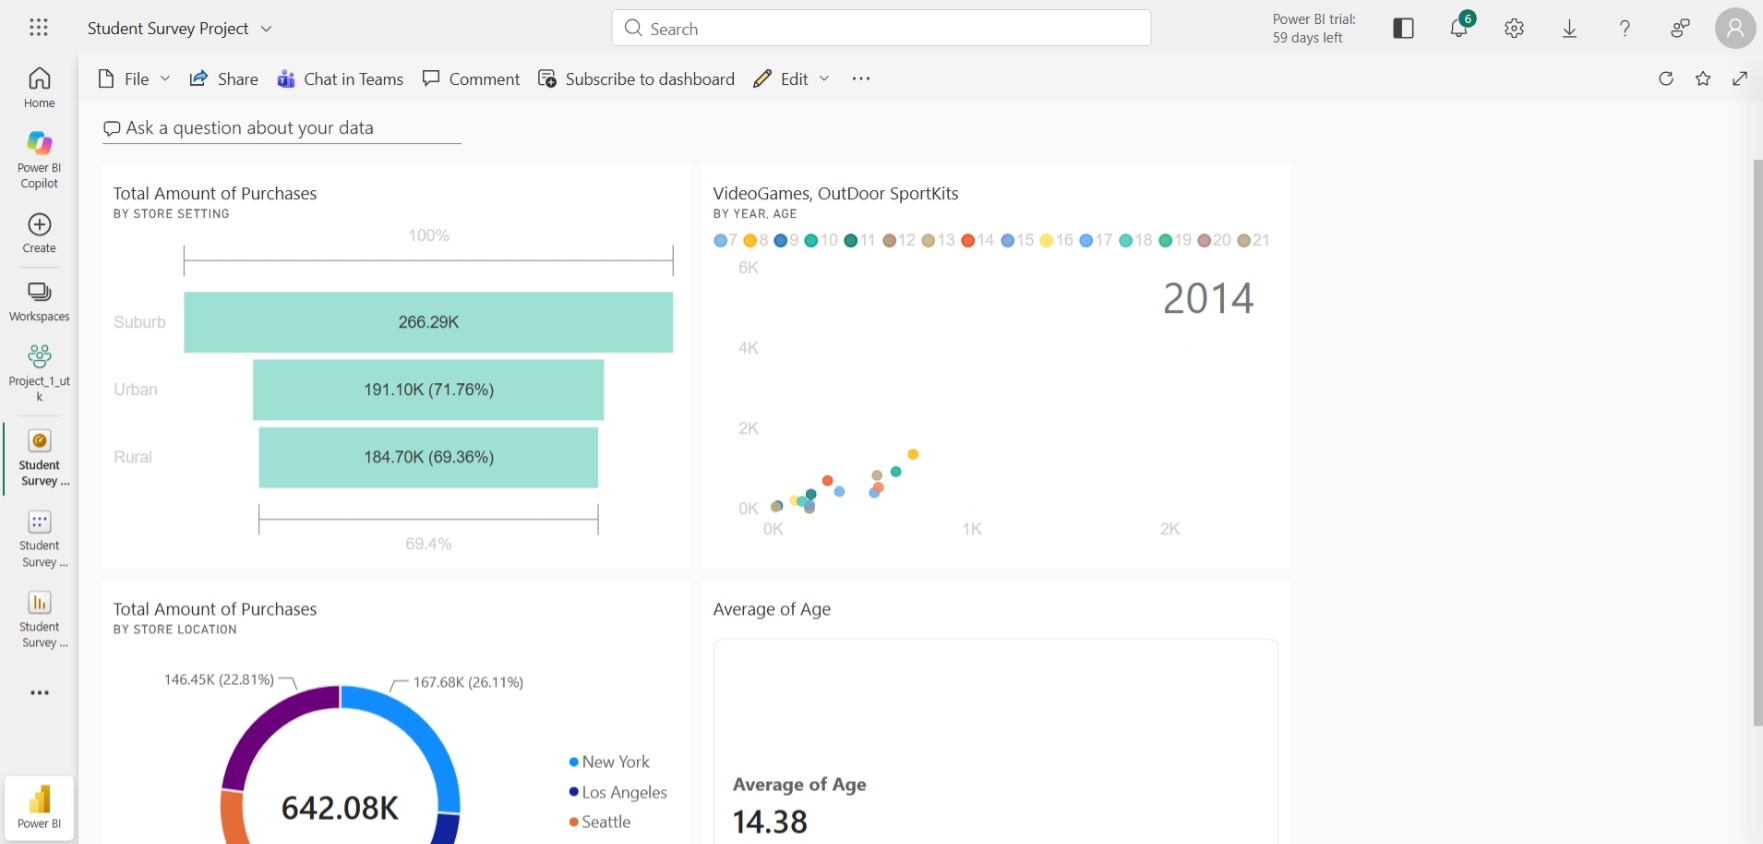 Student Survey Project
Search
Power BI trial:
59 days left
6
Home
Power BI
Copilot
Create
Workspaces
Project_1_ut
k
Student
Survey ...
Student
Survey ...
Student
Survey ...
Power BI
File
Share
Chat in Teams
Comment
Subscribe to dashboard
Edit
Ask a question about your data
Total Amount of Purchases
BY STORE SETTING
100%
Suburb
266.29K
Urban
191.10K (71.76%)
Rural
184.70K (69.36%)
69.4%
VideoGames, OutDoor SportKits
BY YEAR, AGE
7 8 9 10 11 12 13 14 15 16 17 18 19 20 21
6K
2014
4K
2K
0K
0K 1K 2K
Total Amount of Purchases
BY STORE LOCATION
146.45K (22.81%)
167.68K (26.11%)
642.08K
New York
Los Angeles
Seattle
Average of Age
Average of Age
14.38